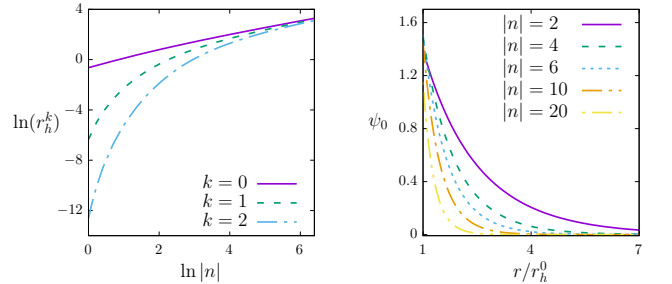 4
0
−4
−8
−12
ln(r_h^k)
k = 0
k = 1
k = 2
0 2 4 6
ln |n|
1.6
1.2
0.8
0.4
0
ψ₀
|n| = 2
|n| = 4
|n| = 6
|n| = 10
|n| = 20
1 4 7
r/r_h^0